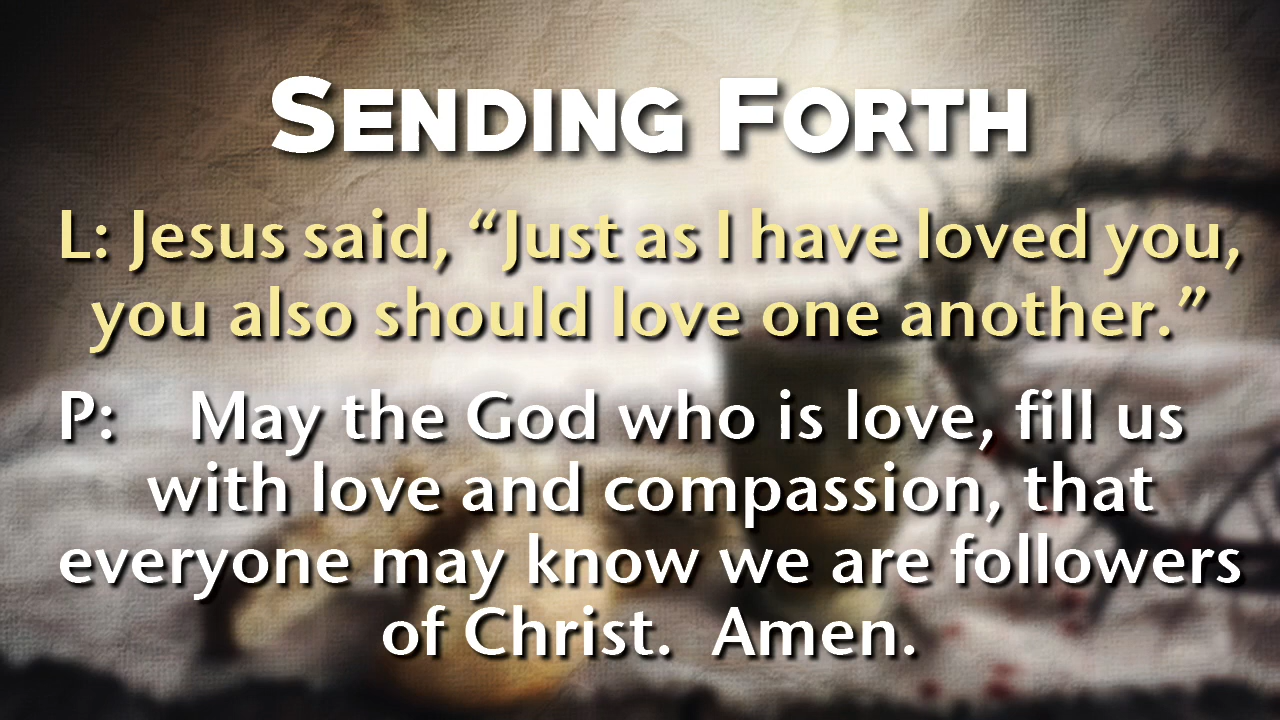 SENDING FORTH
L: Jesus said, “Just as I have loved you,
you also should love one another.”
P: May the God who is love, fill us
with love and compassion, that
everyone may know we are followers
of Christ. Amen.